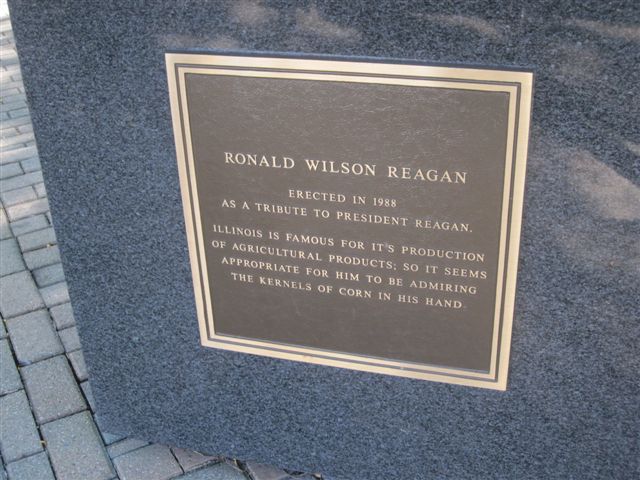 RONALD WILSON REAGAN
ERECTED IN 1988
AS A TRIBUTE TO PRESIDENT REAGAN.
ILLINOIS IS FAMOUS FOR IT'S PRODUCTION
OF AGRICULTURAL PRODUCTS; SO IT SEEMS
APPROPRIATE FOR HIM TO BE ADMIRING
THE KERNELS OF CORN IN HIS HAND.